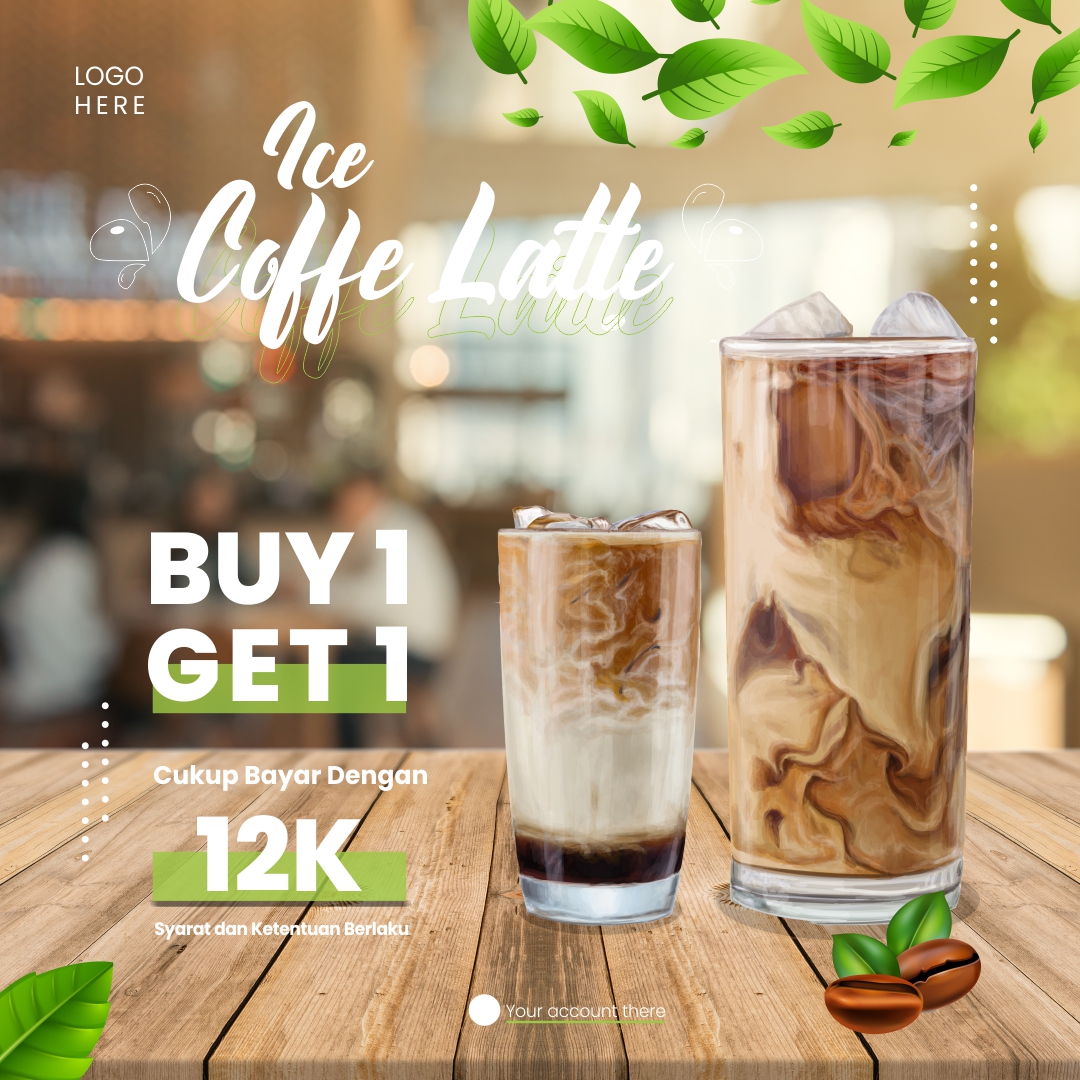 LOGO
HERE
Ice
Coffe Latte
BUY 1
GET 1
Cukup Bayar Dengan
12K
Syarat dan Ketentuan Berlaku
Your account there